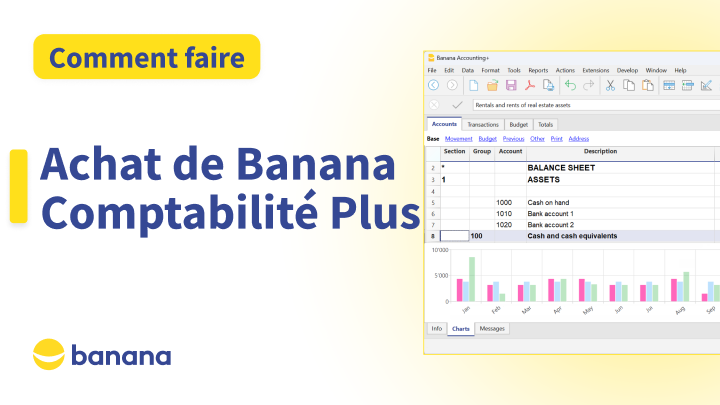 Comment faire
Achat de Banana
Comptabilité Plus
banana
Banana Accounting+
File Edit Data Format Tools Reports Actions Extensions Develop Window Help
Rentals and rents of real estate assets
Accounts Transactions Budget Totals
Base Movement Budget Previous Other Print Address
Section Group Account Description
2 * BALANCE SHEET
3 1 ASSETS
4
5 1000 Cash on hand
6 1010 Bank account 1
7 1020 Bank account 2
8 100 Cash and cash equivalents
10'000
5'000
0
Jan Feb Mar Apr May Jun Jul Aug Sep
Info Charts Messages